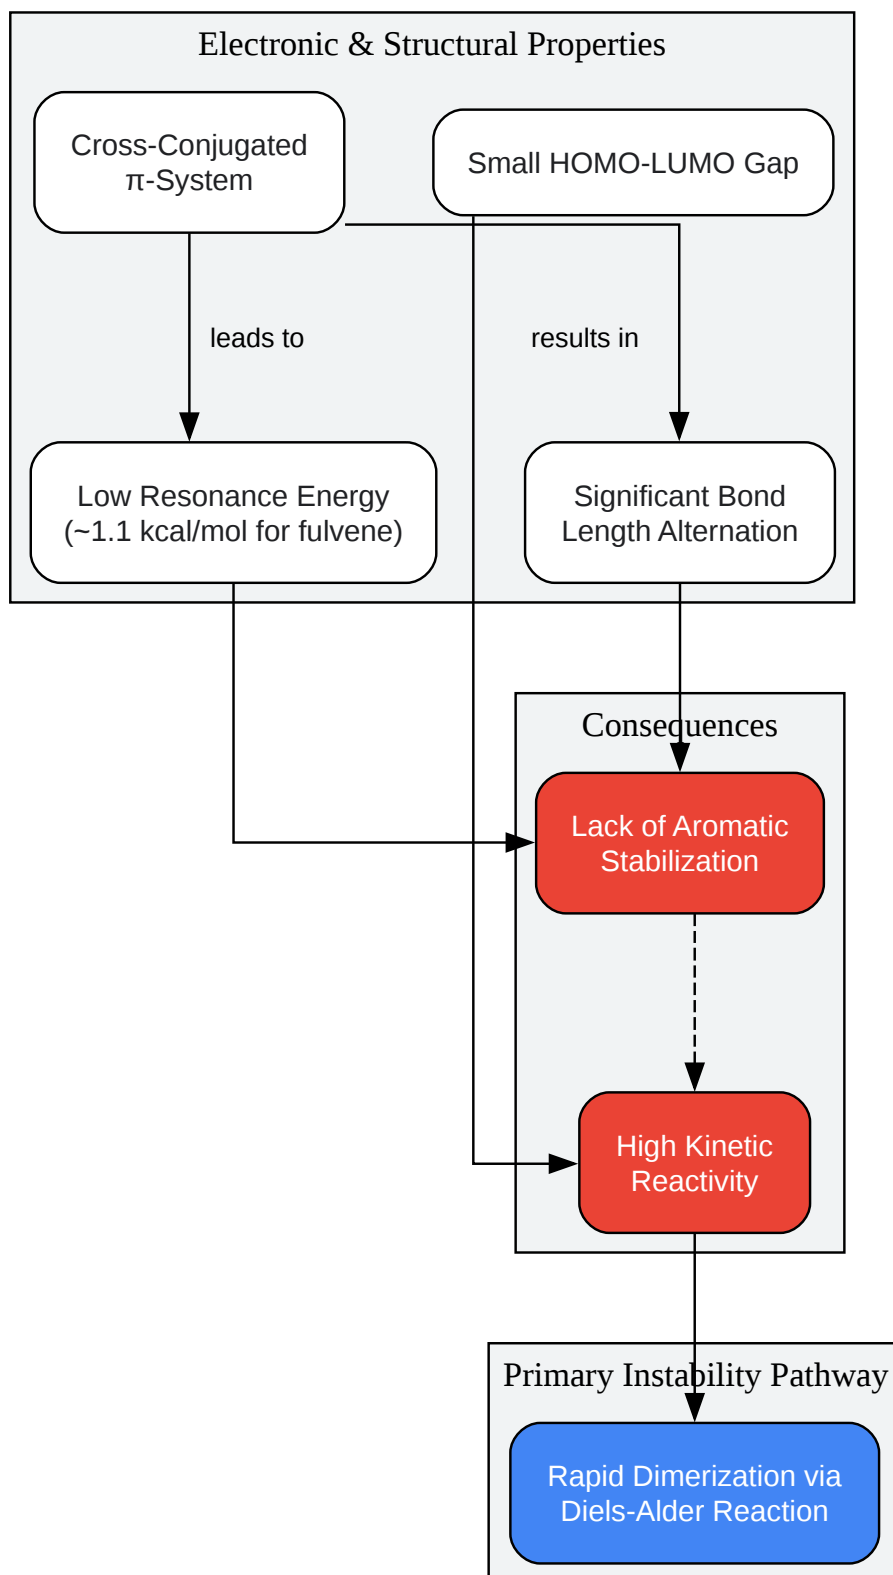 Electronic & Structural Properties
Cross-Conjugated
π-System
Small HOMO-LUMO Gap
leads to
results in
Low Resonance Energy
(~1.1 kcal/mol for fulvene)
Significant Bond
Length Alternation
Consequences
Lack of Aromatic
Stabilization
High Kinetic
Reactivity
Primary Instability Pathway
Rapid Dimerization via
Diels-Alder Reaction